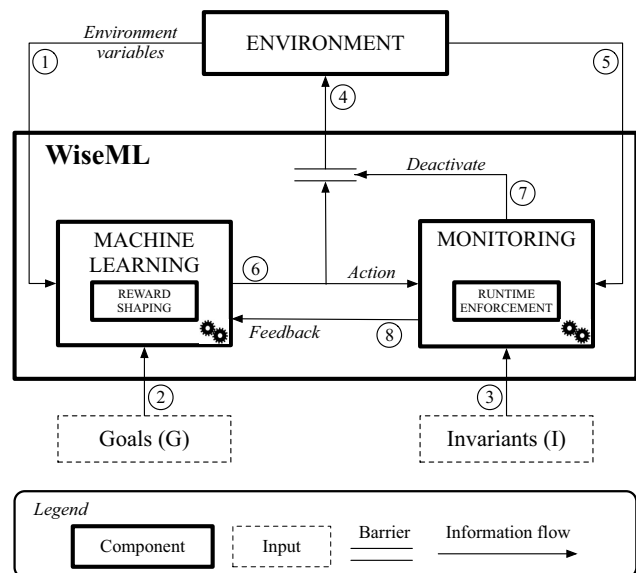 Environment
variables
ENVIRONMENT
1
5
4
WiseML
Deactivate
7
MACHINE
LEARNING
REWARD
SHAPING
6
Action
MONITORING
RUNTIME
ENFORCEMENT
Feedback
8
2
3
Goals (G)
Invariants (I)
Legend
Component
Input
Barrier
Information flow